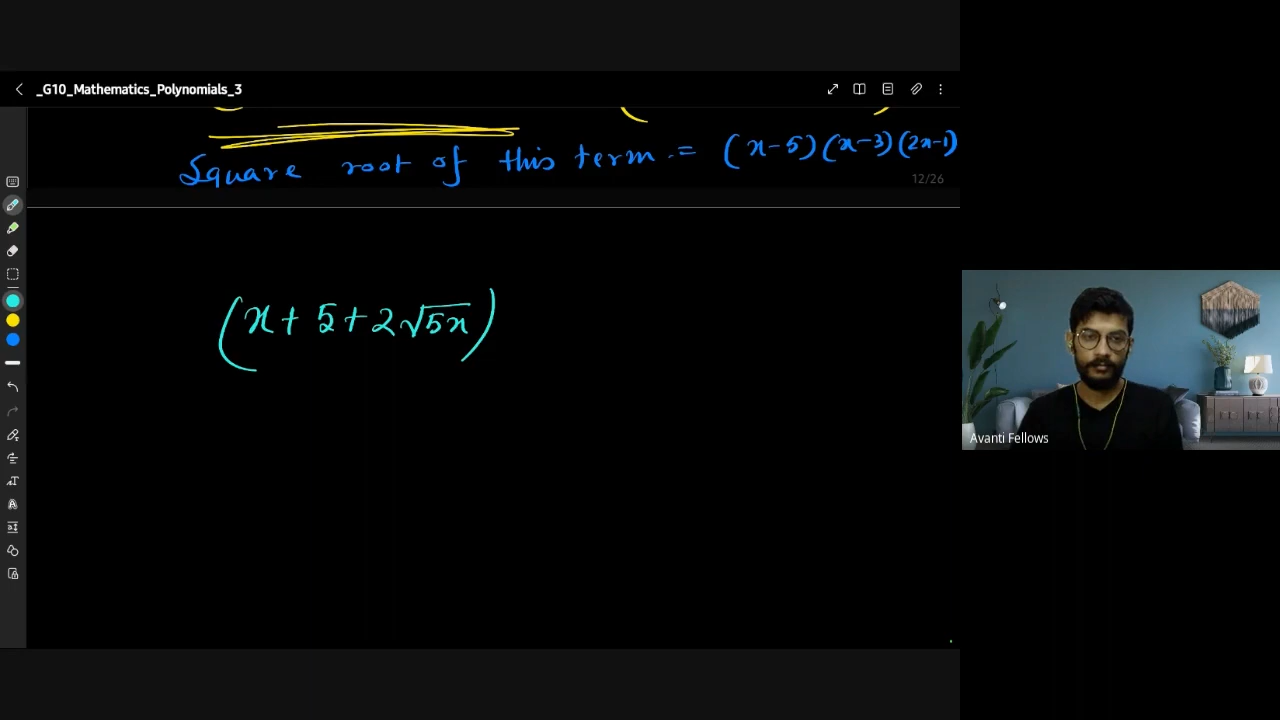 _G10_Mathematics_Polynomials_3
Square root of this term = (x-5)(x-3)(2x-1)
12/26
(x+5+2√5x)
Avanti Fellows